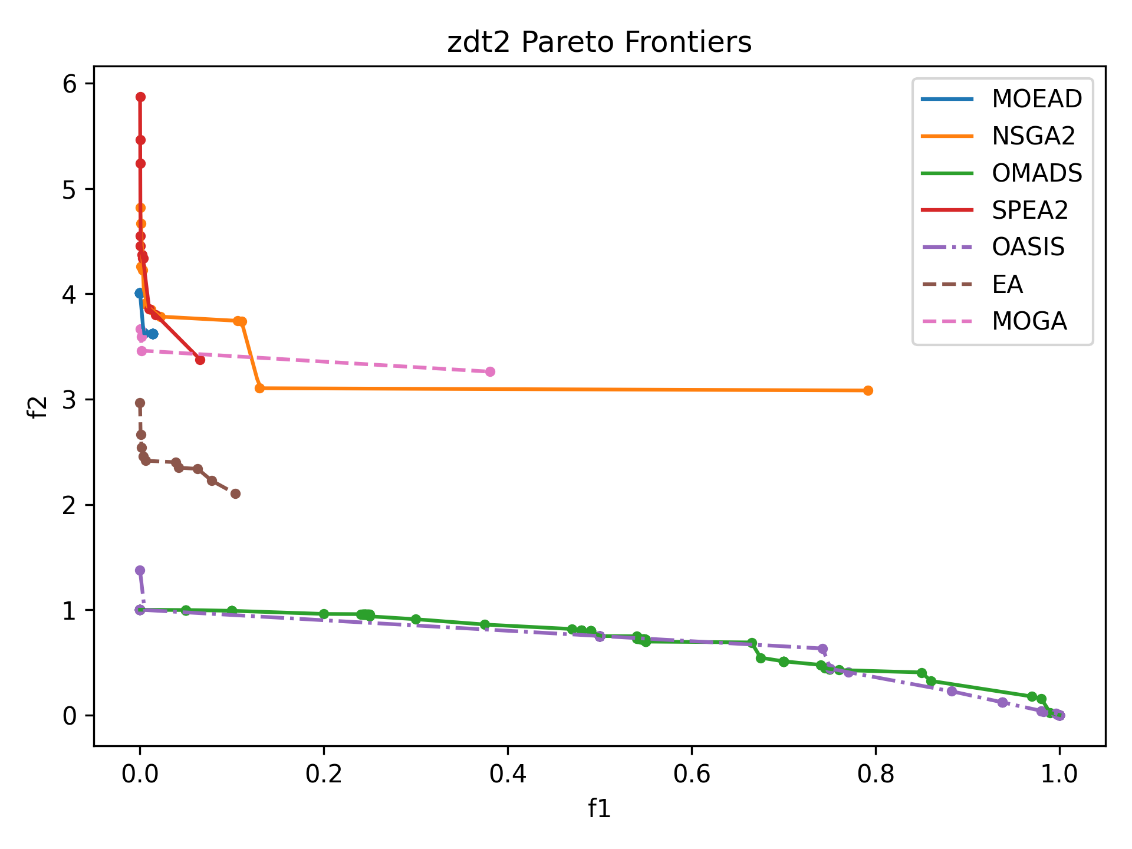 zdt2 Pareto Frontiers
6
5
4
3
2
1
0
f2
0.0
0.2
0.4
0.6
0.8
1.0
f1
MOEAD
NSGA2
OMADS
SPEA2
OASIS
EA
MOGA